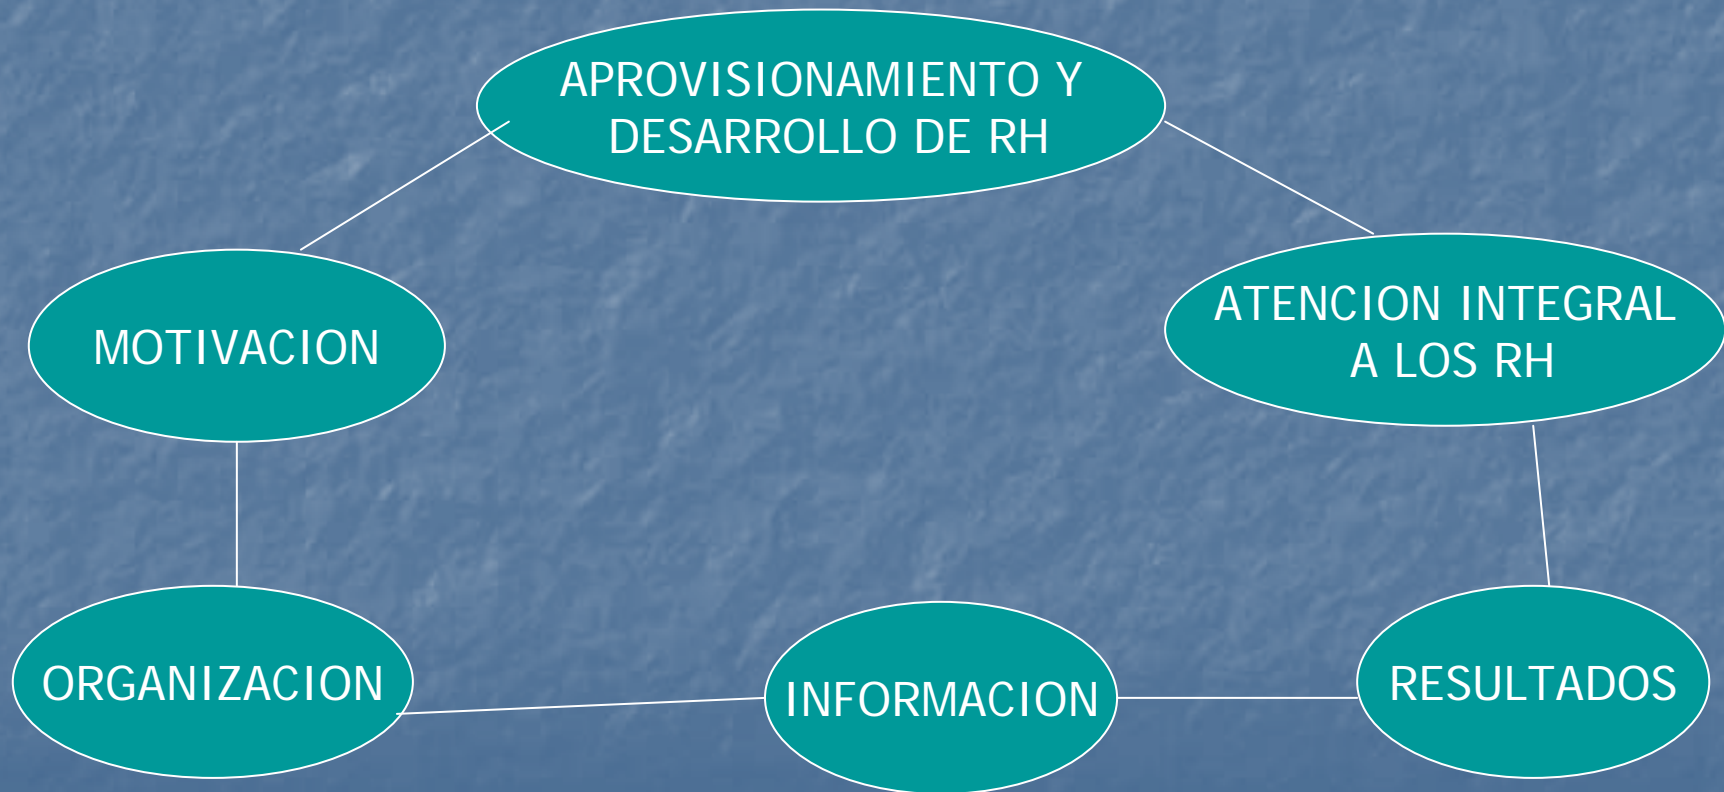 APROVISIONAMIENTO Y
DESARROLLO DE RH
MOTIVACION
ATENCION INTEGRAL
A LOS RH
ORGANIZACION
INFORMACION
RESULTADOS